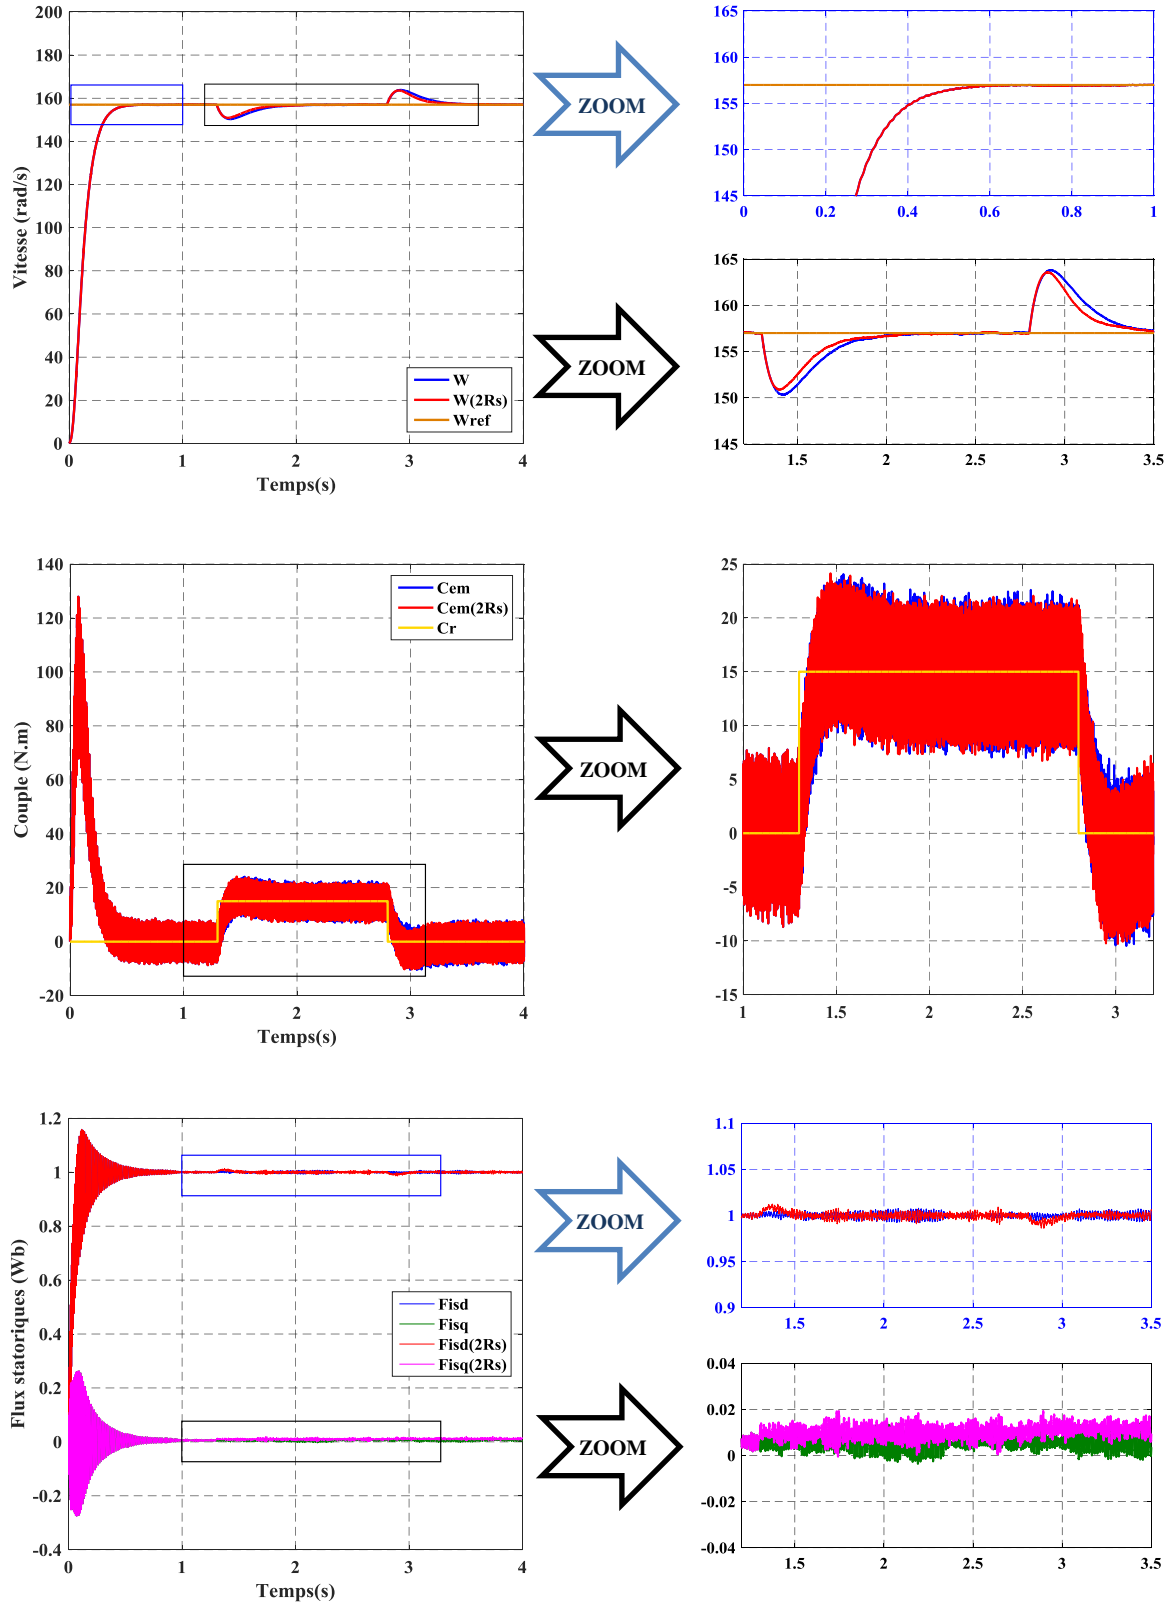 200
180
160
140
120
100
80
60
40
20
0
0 1 2 3 4
Vitesse (rad/s)
Temps(s)
W
W(2Rs)
Wref
ZOOM
165
163
160
157
155
150
145
0 0.2 0.4 0.6 0.8 1
ZOOM
165
160
157
155
150
145
1.5 2 2.5 3 3.5
140
120
100
80
60
40
20
0
-20
0 1 2 3 4
Couple (N.m)
Temps(s)
Cem
Cem(2Rs)
Cr
ZOOM
25
20
15
10
5
0
-5
-10
-15
1 1.5 2 2.5 3
1.2
1
0.8
0.6
0.4
0.2
0
-0.2
-0.4
0 1 2 3 4
Flux statoriques (Wb)
Temps(s)
Fisd
Fisq
Fisd(2Rs)
Fisq(2Rs)
ZOOM
1.1
1.05
1
0.95
0.9
1.5 2 2.5 3 3.5
ZOOM
0.04
0.02
0
-0.02
-0.04
1.5 2 2.5 3 3.5